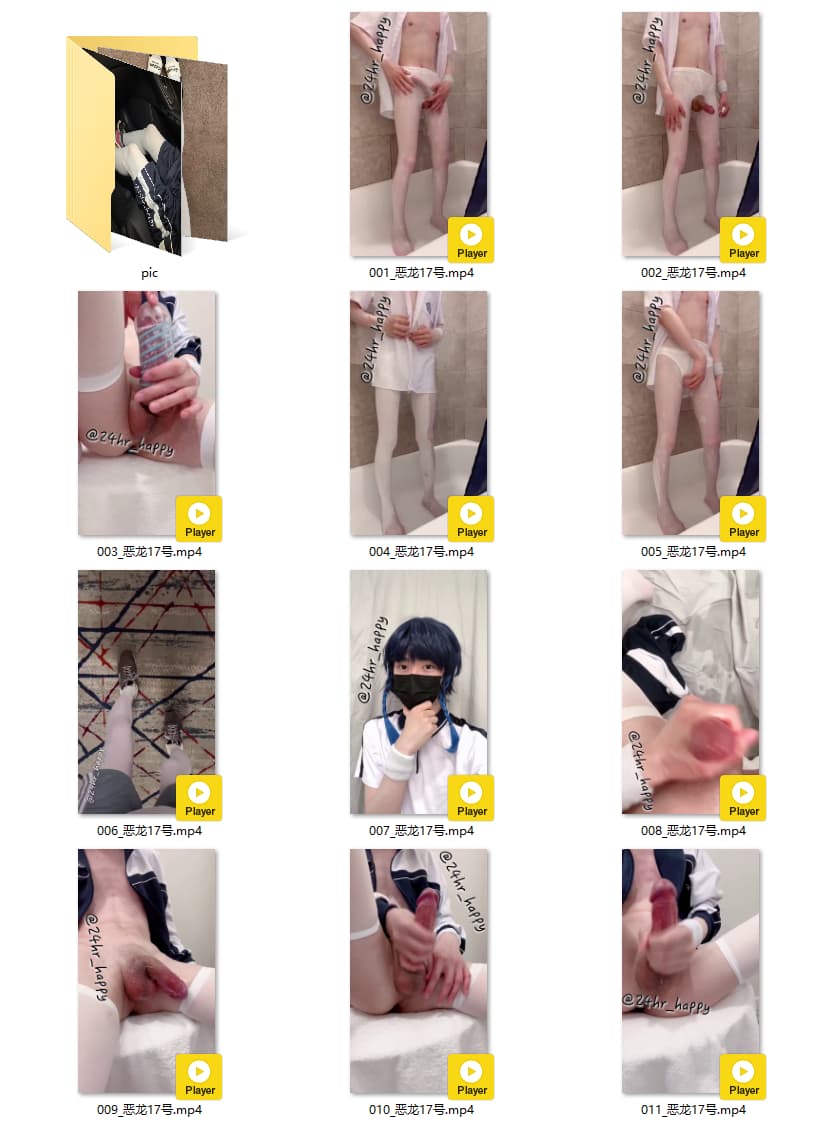 @24hr_happy
@24hr_happy
pic
Player
001_恶龙17号.mp4
Player
002_恶龙17号.mp4
@24hr_happy
@24hr_happy
@24hr_happy
Player
003_恶龙17号.mp4
Player
004_恶龙17号.mp4
Player
005_恶龙17号.mp4
@24hr_happy
@24hr_happy
@24hr_happy
Player
006_恶龙17号.mp4
Player
007_恶龙17号.mp4
Player
008_恶龙17号.mp4
@24hr_happy
@24hr_happy
@24hr_happy
Player
009_恶龙17号.mp4
Player
010_恶龙17号.mp4
Player
011_恶龙17号.mp4